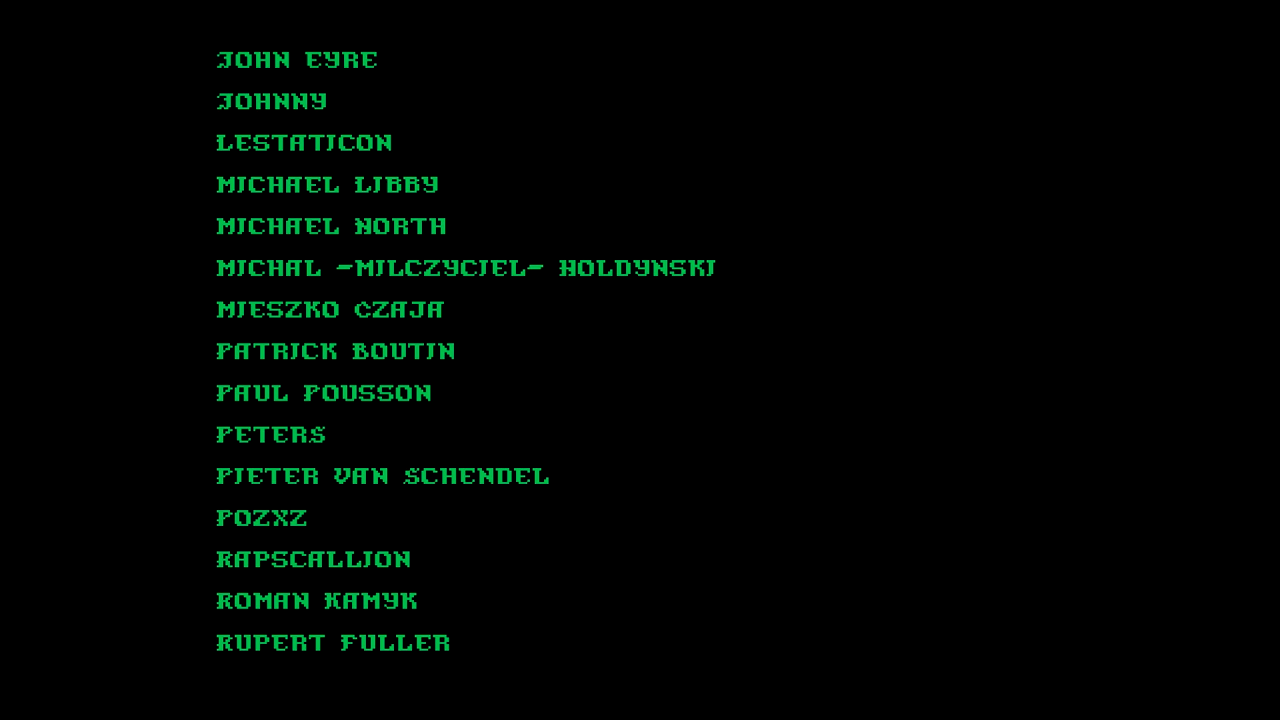 JOHN EYRE
JOHNNY
LESTATICON
MICHAEL LIBBY
MICHAEL NORTH
MICHAL -MILCZYCIEL- HOLDYNSKI
MIESZKO CZAJA
PATRICK BOUTIN
PAUL POUSSON
PETERS
PIETER VAN SCHENDEL
POZXZ
RAPSCALLION
ROMAN KAMYK
RUPERT FULLER